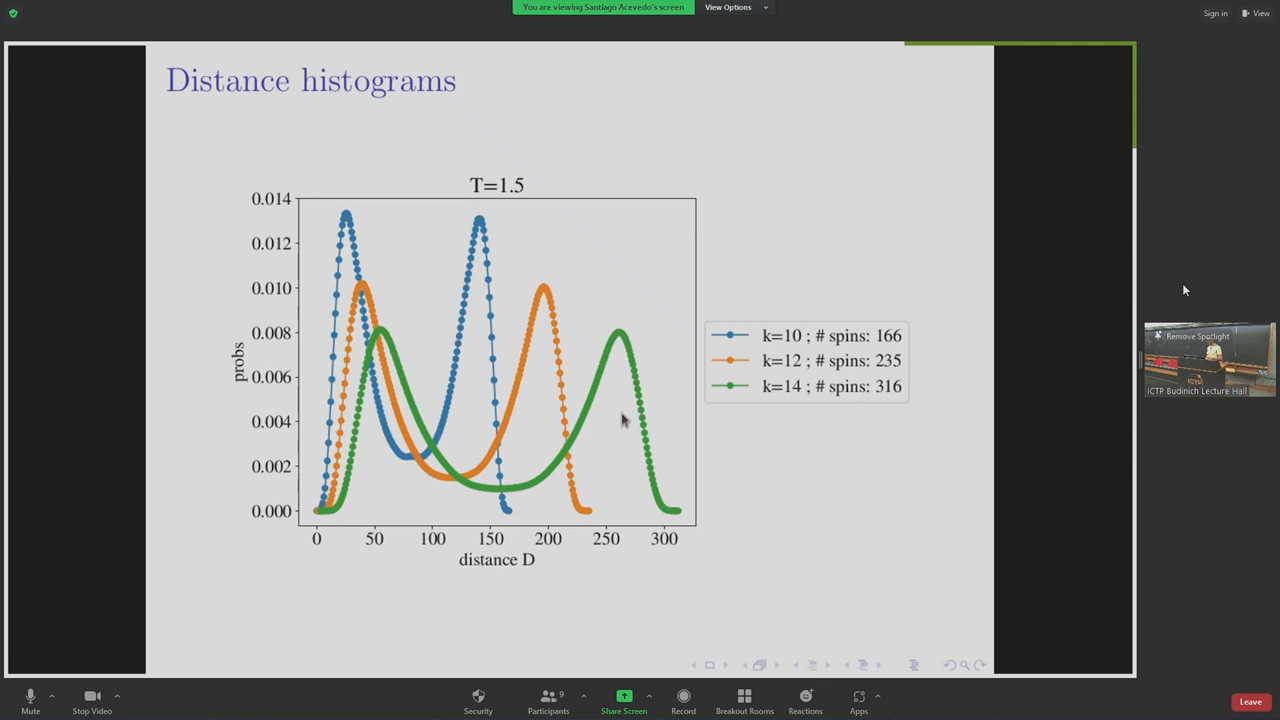 You are viewing Santiago Acevedo's screen
View Options
Sign in
View
Distance histograms
T=1.5
0.014
0.012
0.010
0.008
0.006
0.004
0.002
0.000
probs
0 50 100 150 200 250 300
distance D
k=10 ; # spins: 166
k=12 ; # spins: 235
k=14 ; # spins: 316
Remove Spotlight
ICTP
ICTP Budinich Lecture Hall
Mute
Stop Video
Security
Participants
9
Share Screen
Record
Breakout Rooms
Reactions
Apps
Leave